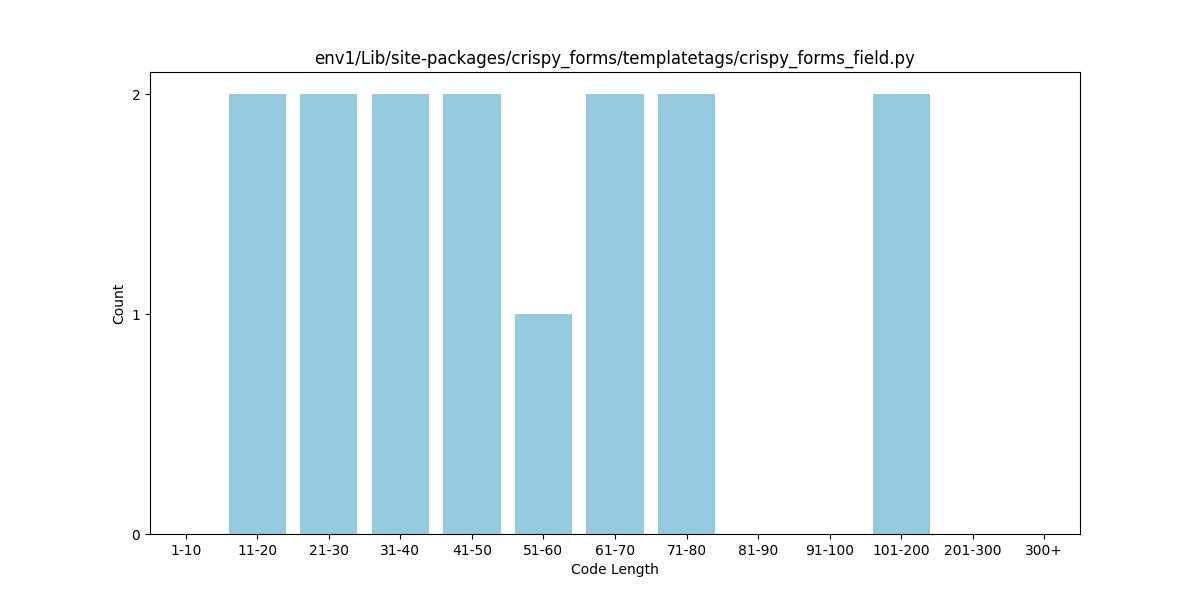 env1/Lib/site-packages/crispy_forms/templatetags/crispy_forms_field.py
2
1
0
Count
1-10 11-20 21-30 31-40 41-50 51-60 61-70 71-80 81-90 91-100 101-200 201-300 300+
Code Length